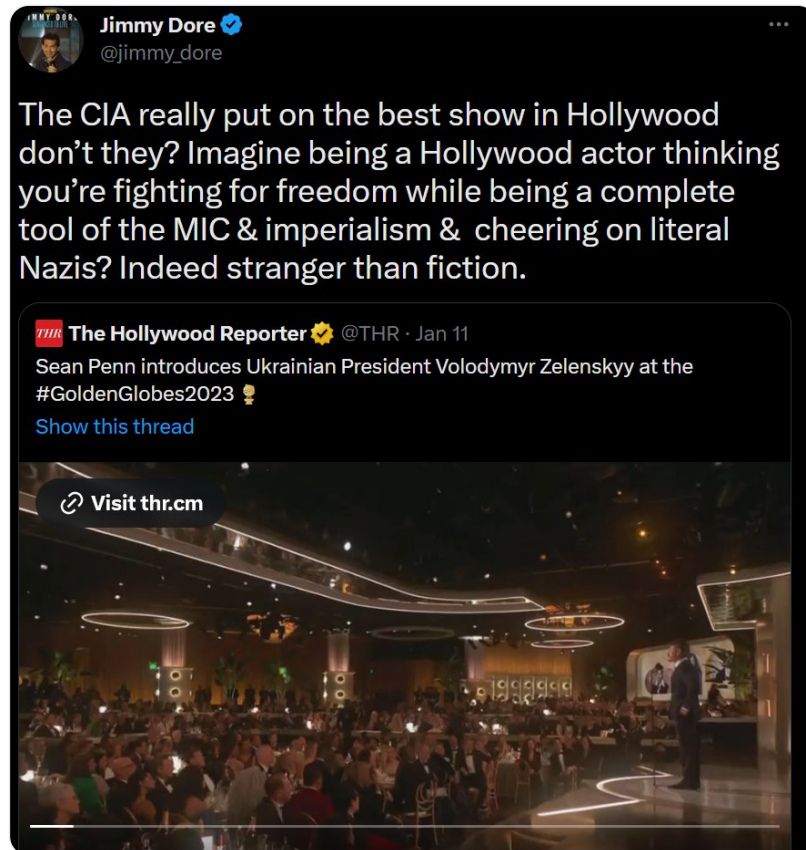 Jimmy Dore
@jimmy_dore
The CIA really put on the best show in Hollywood
don’t they? Imagine being a Hollywood actor thinking
you’re fighting for freedom while being a complete
tool of the MIC & imperialism &  cheering on literal
Nazis? Indeed stranger than fiction.
THR The Hollywood Reporter @THR · Jan 11
Sean Penn introduces Ukrainian President Volodymyr Zelenskyy at the
#GoldenGlobes2023
Show this thread
Visit thr.cm